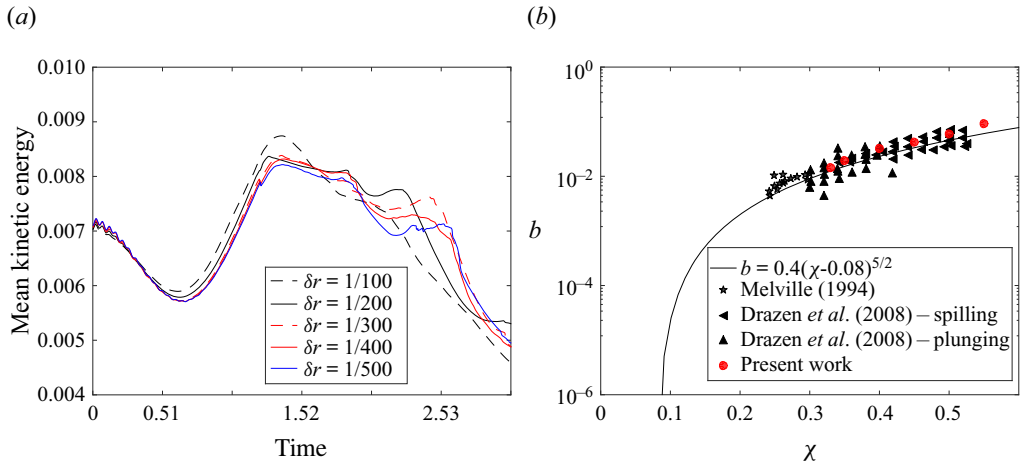 (a)
0.010
0.009
0.008
0.007
0.006
0.005
0.004
Mean kinetic energy
0
0.51
1.52
2.53
Time
δr = 1/100
δr = 1/200
δr = 1/300
δr = 1/400
δr = 1/500
(b)
10⁰
10⁻²
10⁻⁴
10⁻⁶
b
0
0.1
0.2
0.3
0.4
0.5
χ
b = 0.4(χ-0.08)⁵/²
Melville (1994)
Drazen et al. (2008) – spilling
Drazen et al. (2008) – plunging
Present work